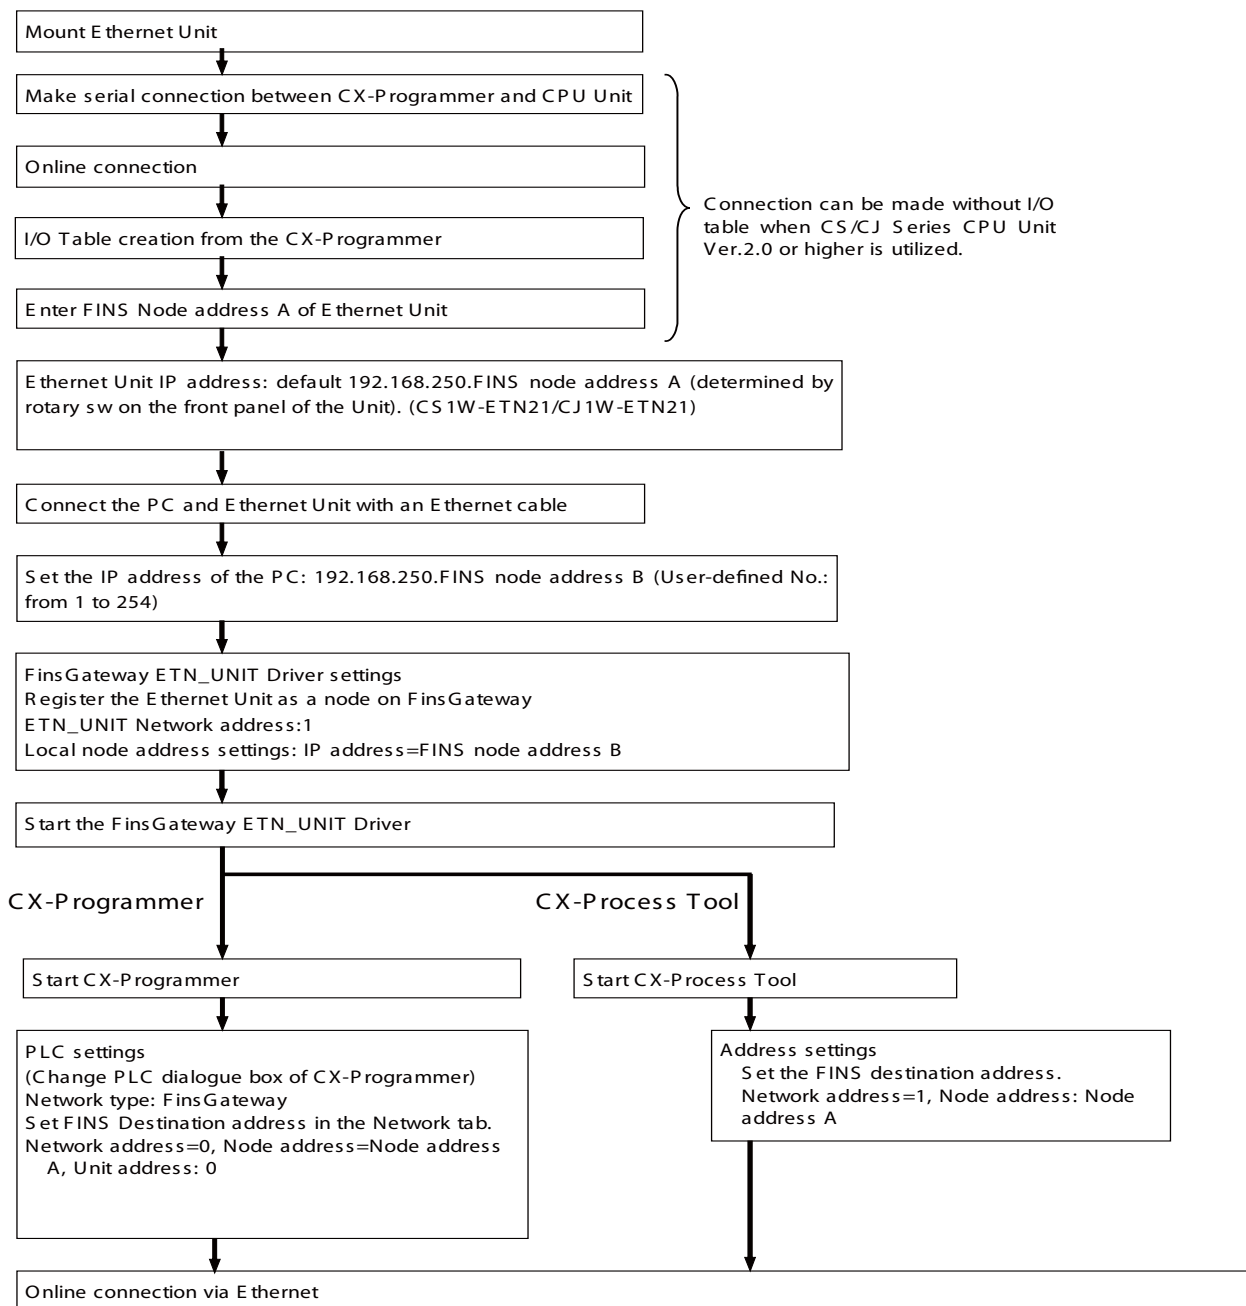 Mount Ethernet Unit
Make serial connection between CX-Programmer and CPU Unit
Online connection
I/O Table creation from the CX-Programmer
Enter FINS Node address A of Ethernet Unit
Connection can be made without I/O
table when CS/CJ Series CPU Unit
Ver.2.0 or higher is utilized.
Ethernet Unit IP address: default 192.168.250.FINS node address A (determined by
rotary sw on the front panel of the Unit). (CS1W-ETN21/CJ1W-ETN21)
Connect the PC and Ethernet Unit with an Ethernet cable
Set the IP address of the PC: 192.168.250.FINS node address B (User-defined No.:
from 1 to 254)
FinsGateway ETN_UNIT Driver settings
Register the Ethernet Unit as a node on FinsGateway
ETN_UNIT Network address:1
Local node address settings: IP address=FINS node address B
Start the FinsGateway ETN_UNIT Driver
CX-Programmer
Start CX-Programmer
PLC settings
(Change PLC dialogue box of CX-Programmer)
Network type: FinsGateway
Set FINS Destination address in the Network tab.
Network address=0, Node address=Node address
A, Unit address: 0
CX-Process Tool
Start CX-Process Tool
Address settings
Set the FINS destination address.
Network address=1, Node address: Node
address A
Online connection via Ethernet